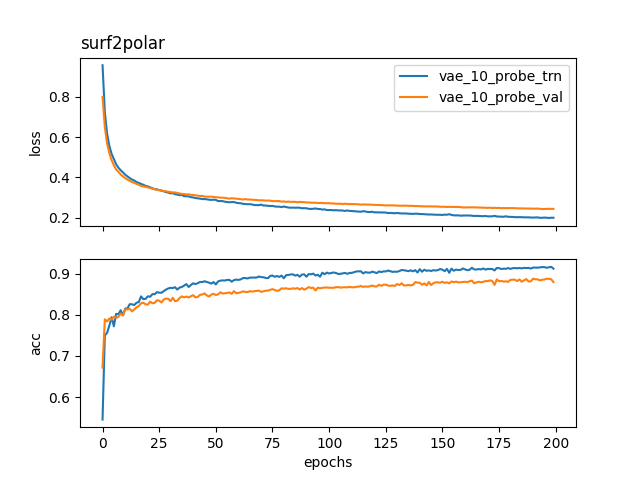 surf2polar
vae_10_probe_trn
vae_10_probe_val
loss
0.8
0.6
0.4
0.2
acc
0.9
0.8
0.7
0.6
0 25 50 75 100 125 150 175 200
epochs